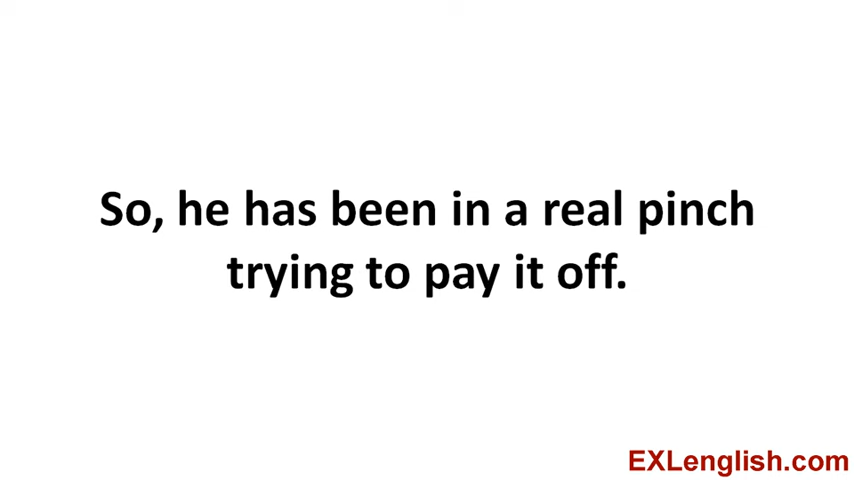 So, he has been in a real pinch
trying to pay it off.
EXLenglish.com